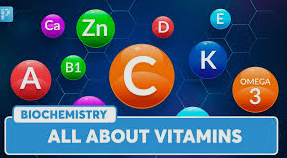 Ca
Zn
D
E
A
B1
C
K
OMEGA
3
BIOCHEMISTRY
ALL ABOUT VITAMINS